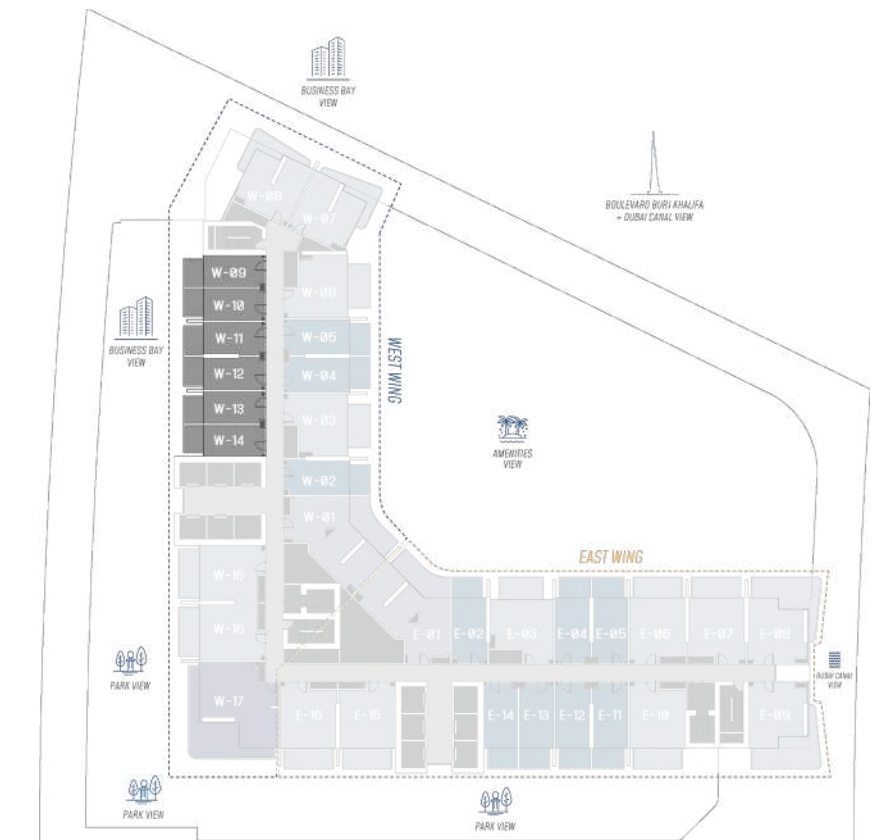 BUSINESS BAY
VIEW
BOULEVARD BURJ KHALIFA
+ DUBAI CANAL VIEW
W-08
W-07
W-09
W-06
W-10
W-11
W-05
BUSINESS BAY
VIEW
WEST WING
W-12
W-04
W-13
W-03
W-14
AMENITIES
VIEW
W-02
W-01
EAST WING
W-15
W-16
E-01
E-02
E-03
E-04
E-05
E-06
E-07
E-08
PARK VIEW
DUBAI CANAL
VIEW
W-17
E-16
E-15
E-14
E-13
E-12
E-11
E-10
E-09
PARK VIEW
PARK VIEW